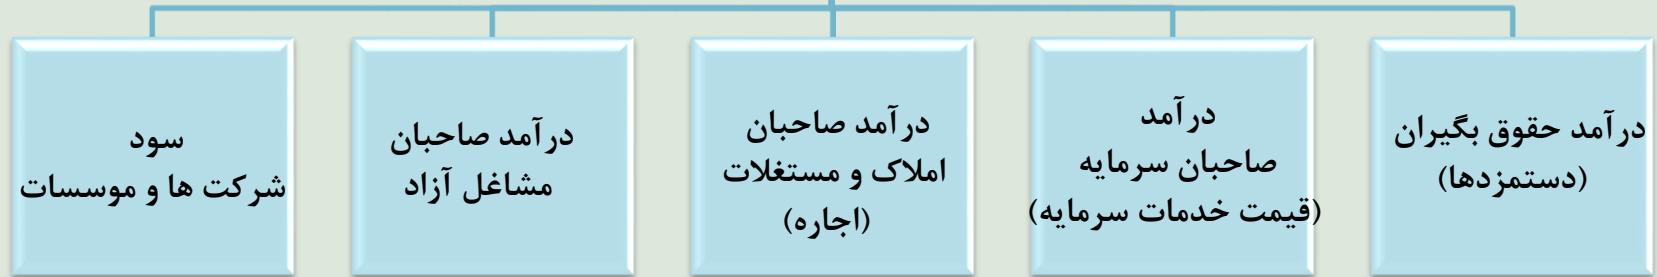 درآمد حقوق بگیران
(دستمزدها)
درآمد
صاحبان سرمایه
(قیمت خدمات سرمایه)
درآمد صاحبان
املاک و مستغلات
(اجاره)
درآمد صاحبان
مشاغل آزاد
سود
شرکت ها و موسسات